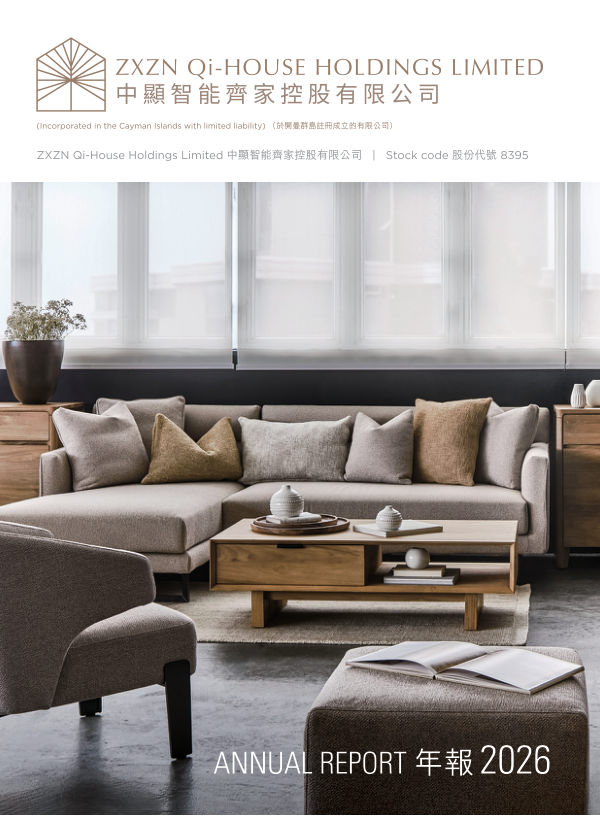 ZXZN Qi-HOUSE HOLDINGS LIMITED
中顯智能齊家控股有限公司
(Incorporated in the Cayman Islands with limited liability) （於開曼群島註冊成立的有限公司）
ZXZN Qi-House Holdings Limited 中顯智能齊家控股有限公司 | Stock code 股份代號 8395
ANNUAL REPORT 年報 2026